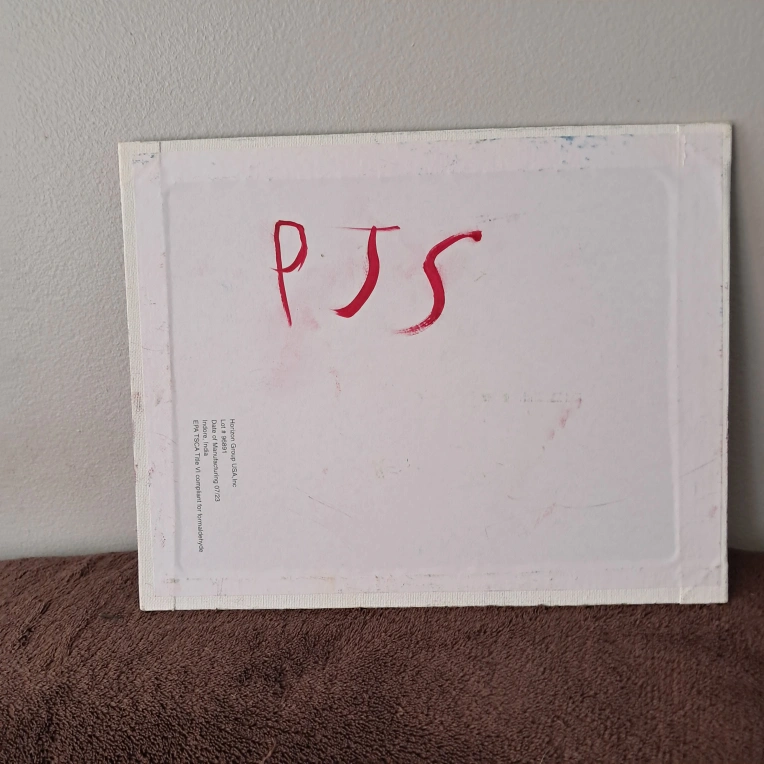 PJS
Horizon Group USA.Inc
Lot # 96891
Date of Manufacturing 07/23
Indore, India
EPA TSCA Title VI compliant for formaldehyde